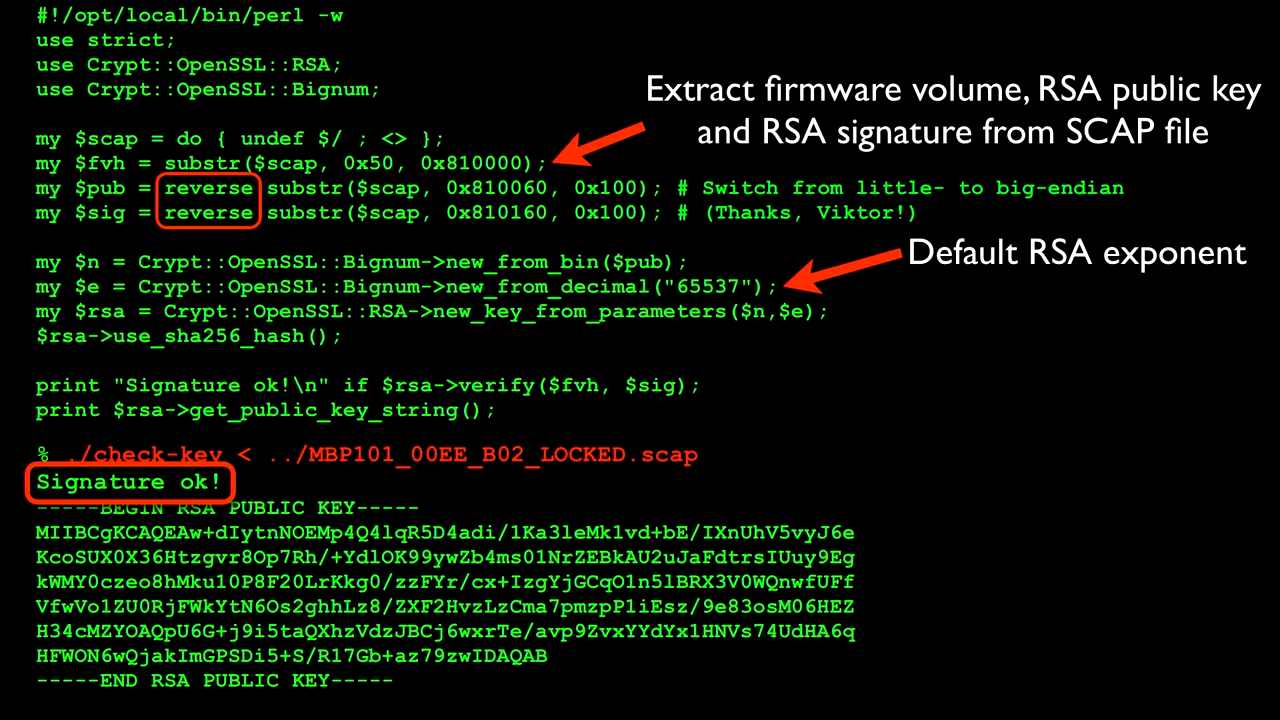 #!/opt/local/bin/perl -w
use strict;
use Crypt::OpenSSL::RSA;
use Crypt::OpenSSL::Bignum;
Extract firmware volume, RSA public key
and RSA signature from SCAP file
my $scap = do { undef $/ ; <> };
my $fvh = substr($scap, 0x50, 0x810000);
my $pub = reverse substr($scap, 0x810060, 0x100); # Switch from little- to big-endian
my $sig = reverse substr($scap, 0x810160, 0x100); # (Thanks, Viktor!)
Default RSA exponent
my $n = Crypt::OpenSSL::Bignum->new_from_bin($pub);
my $e = Crypt::OpenSSL::Bignum->new_from_decimal("65537");
my $rsa = Crypt::OpenSSL::RSA->new_key_from_parameters($n,$e);
$rsa->use_sha256_hash();
print "Signature ok!\n" if $rsa->verify($fvh, $sig);
print $rsa->get_public_key_string();
% ./check-key < ../MBP101_00EE_B02_LOCKED.scap
Signature ok!
-----BEGIN RSA PUBLIC KEY-----
MIIBCgKCAQEAw+dIytnNOEMp4Q4lqR5D4adi/1Ka3leMk1vd+bE/IXnUhV5vyJ6e
KcoSUX0X36Htzgvr8Op7Rh/+YdlOK99ywZb4ms01NrZEBkAU2uJaFdtrsIUuy9Eg
kWMY0czeo8hMku10P8F20LrKkg0/zzFYr/cx+IzgYjGCqO1n5lBRX3V0WQnwfUFf
VfwVo1ZU0RjFWkYtN6Os2ghhLz8/ZXF2HvzLzCma7pmzpP1iEsz/9e83osM06HEZ
H34cMZYOAQpU6G+j9i5taQXhzVdzJBCj6wxrTe/avp9ZvxYYdYx1HNVs74UdHA6q
HFWON6wQjakImGPSDi5+S/R17Gb+az79zwIDAQAB
-----END RSA PUBLIC KEY-----